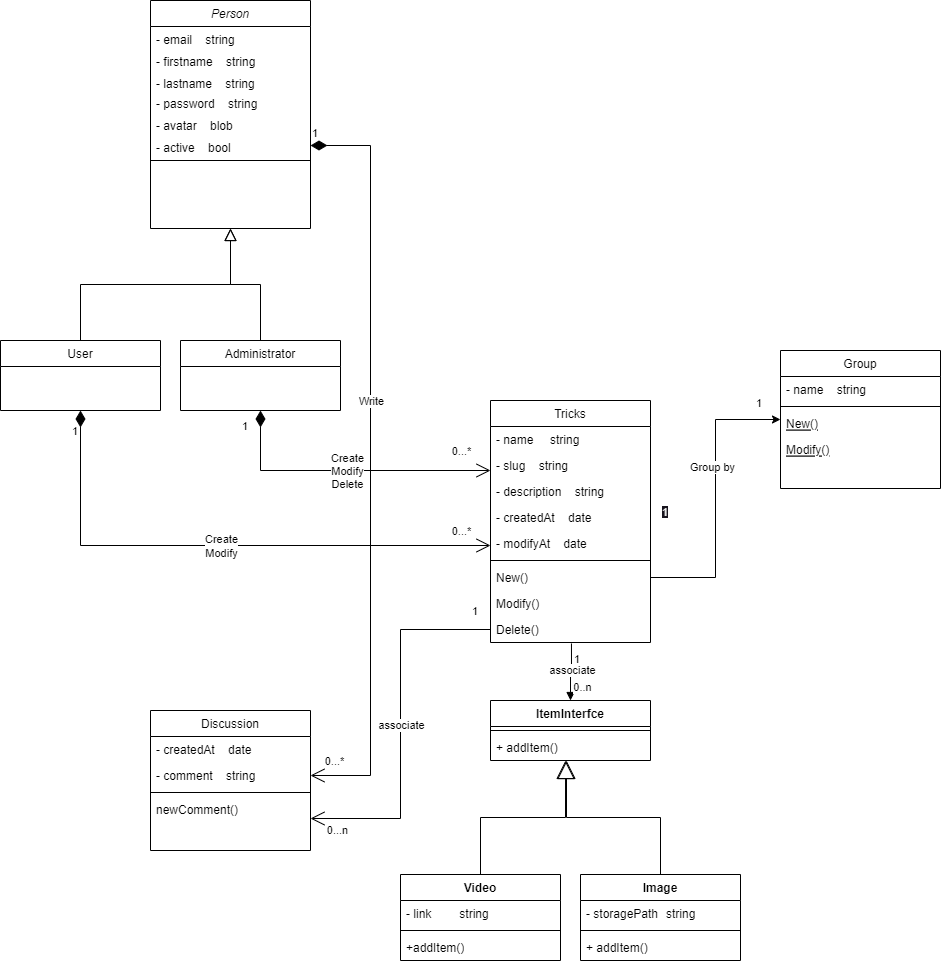 Person
- email string
- firstname string
- lastname string
- password string
- avatar blob
- active bool
1
User
Administrator
1
1
Write
Create
Modify
Delete
0...*
Create
Modify
0...*
Tricks
- name string
- slug string
- description string
- createdAt date
- modifyAt date
New()
Modify()
Delete()
1
Group by
1
Group
- name string
New()
Modify()
1
associate
0...n
1
associate
0..n
Discussion
- createdAt date
- comment string
newComment()
0...*
ItemInterfce
+ addItem()
Video
- link string
+addItem()
Image
- storagePath string
+ addItem()